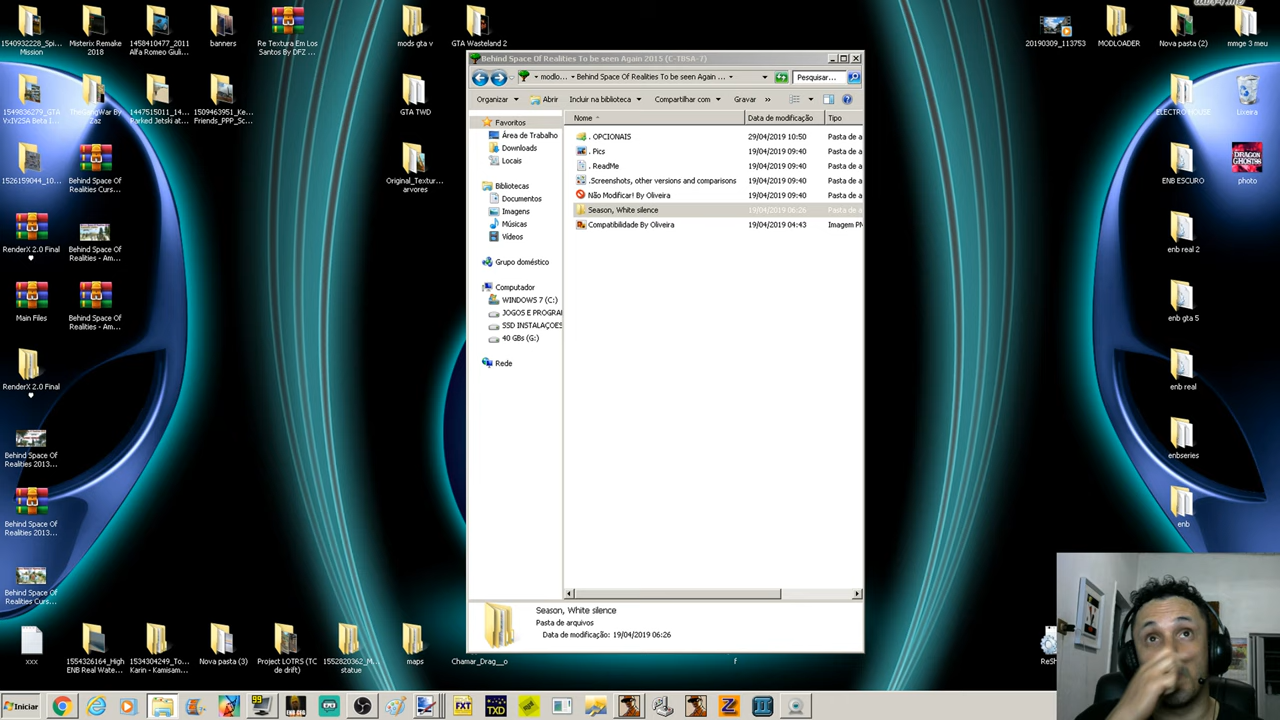 1540932228_Spi...
Mission
Misterix Remake
2018
1458410477_2011
Alfa Romeo Giuli...
banners
Re Textura Em Los
Santos By DFZ ...
mods gta v
GTA Wasteland 2
20190309_113753
MODLOADER
Nova pasta (2)
mmge 3 meu
1549836279_GTA
VxIV2SA Beta I...
TheGangWar By
Zaz
1447515011_14...
Parked Jetski at...
1509463951_Ke...
Friends_PPP_Sc...
GTA TWD
ELECTRO HOUSE
Lixeira
1526159044_10...
Behind Space Of
Realities Curs...
Original_Textur...
arvores
ENB ESCURO
photo
RenderX 2.0 Final
♥
Behind Space Of
Realities - Am...
enb real 2
Main Files
Behind Space Of
Realities - Am...
enb gta 5
RenderX 2.0 Final
♥
enb real
Behind Space Of
Realities 2013...
enbseries
Behind Space Of
Realities 2013...
enb
Behind Space Of
Realities Curs...
xxx
1554326164_High
ENB Real Wate...
1534304249_To...
Karin - Kamisam...
Nova pasta (3)
Project LOTRS (TC
de drift)
1552820362_M...
statue
maps
Chamar_Drag__o
f
Behind Space Of Realities To be seen Again 2015 (C-TBSA-7)
modlo... Behind Space Of Realities To be seen Again ...
Pesquisar...
Organizar Abrir Incluir na biblioteca Compartilhar com Gravar »
Nome Data de modificação Tipo
Favoritos
Área de Trabalho
Downloads
Locais
Bibliotecas
Documentos
Imagens
Músicas
Vídeos
Grupo doméstico
Computador
WINDOWS 7 (C:)
JOGOS E PROGRA
SSD INSTALAÇOES
40 GBs (G:)
Rede
. OPCIONAIS 29/04/2019 10:50 Pasta de a
. Pics 19/04/2019 09:40 Pasta de a
. ReadMe 19/04/2019 09:40 Pasta de a
.Screenshots, other versions and comparisons 19/04/2019 09:40 Pasta de a
Não Modificar! By Oliveira 19/04/2019 09:40 Pasta de a
Season, White silence 19/04/2019 06:26 Pasta de a
Compatibilidade By Oliveira 19/04/2019 04:43 Imagem PN
Season, White silence
Pasta de arquivos
Data de modificação: 19/04/2019 06:26
ReSh
Iniciar
99
FXT
TXD